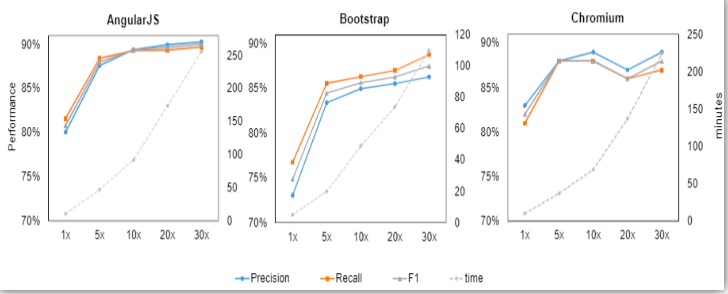 AngularJS
Bootstrap
Chromium
Performance
90%
85%
80%
75%
70%
250
200
150
100
50
0
1x
5x
10x
20x
30x
90%
85%
80%
75%
70%
120
100
80
60
40
20
0
1x
5x
10x
20x
30x
90%
85%
80%
75%
70%
250
200
150
100
50
0
minutes
1x
5x
10x
20x
30x
Precision Recall F1 time